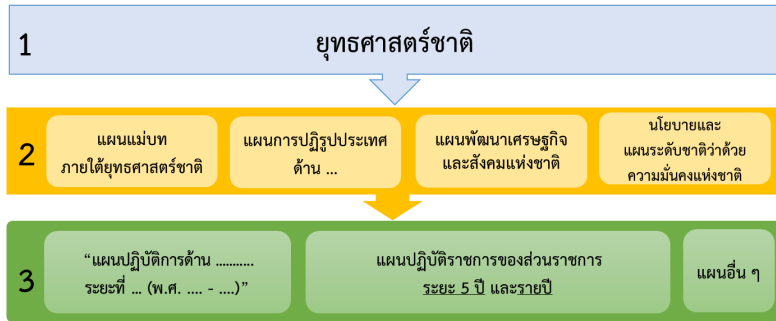 1
ยุทธศาสตร์ชาติ
2
แผนแม่บท
ภายใต้ยุทธศาสตร์ชาติ
แผนการปฏิรูปประเทศ
ด้าน ...
แผนพัฒนาเศรษฐกิจ
และสังคมแห่งชาติ
นโยบายและ
แผนระดับชาติว่าด้วย
ความมั่นคงแห่งชาติ
3
“แผนปฏิบัติการด้าน ...........
ระยะที่ ... (พ.ศ. .... - ....)”
แผนปฏิบัติราชการของส่วนราชการ
ระยะ 5 ปี และรายปี
แผนอื่น ๆ